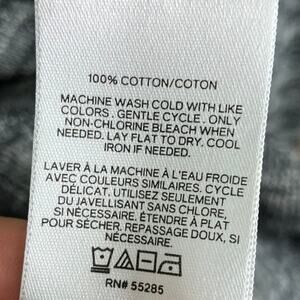 100% COTTON/COTON
MACHINE WASH COLD WITH LIKE
COLORS . GENTLE CYCLE . ONLY
NON-CHLORINE BLEACH WHEN
NEEDED. LAY FLAT TO DRY. COOL
IRON IF NEEDED.
LAVER À LA MACHINE À L'EAU FROIDE
AVEC COULEURS SIMILAIRES. CYCLE
DÉLICAT. UTILISEZ SEULEMENT
DU JAVELLISANT SANS CHLORE,
SI NÉCESSAIRE. ÉTENDRE À PLAT
POUR SÉCHER. REPASSAGE DOUX, SI
NÉCESSAIRE.
RN# 55285